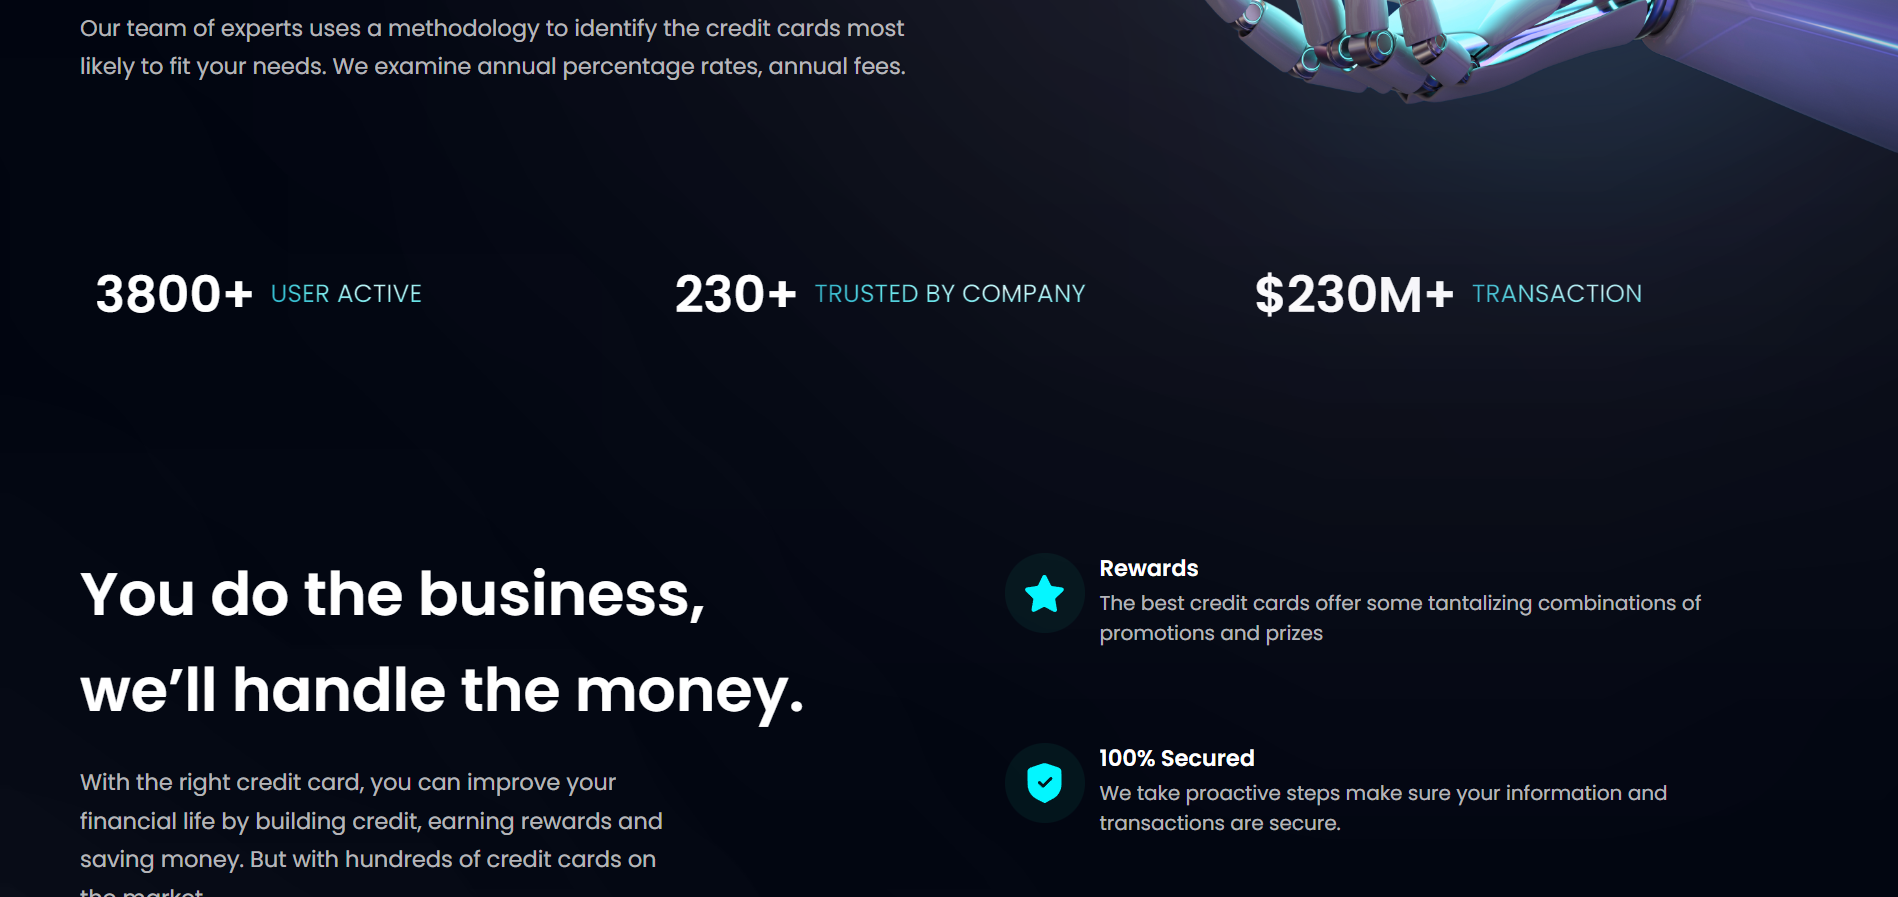 Our team of experts uses a methodology to identify the credit cards most
likely to fit your needs. We examine annual percentage rates, annual fees.
3800+ USER ACTIVE
230+ TRUSTED BY COMPANY
$230M+ TRANSACTION
You do the business,
we’ll handle the money.
With the right credit card, you can improve your
financial life by building credit, earning rewards and
saving money. But with hundreds of credit cards on
the market
Rewards
The best credit cards offer some tantalizing combinations of
promotions and prizes
100% Secured
We take proactive steps make sure your information and
transactions are secure.